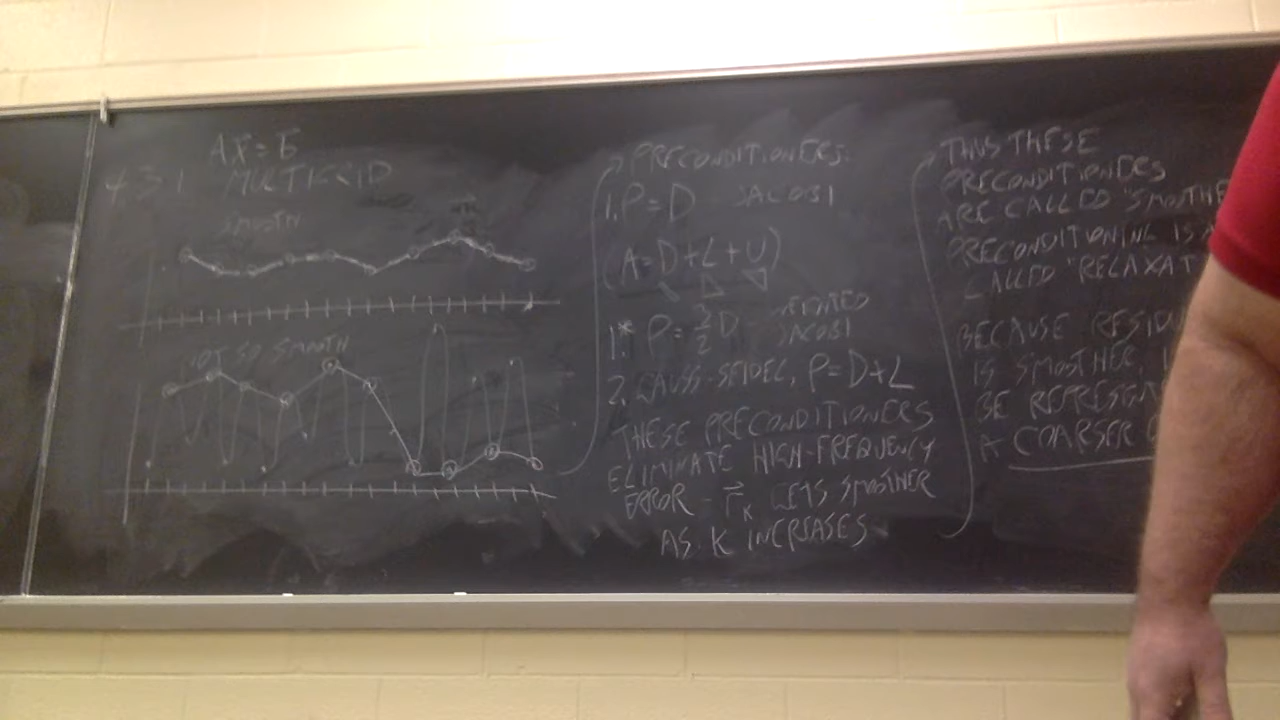 AX̄ = b̄
4.3.1 MULTIGRID
SMOOTH
NOT SO SMOOTH
PRECONDITIONERS:
1. P = D - JACOBI
(A = D + L + U)
1.* P = 3/2 D - WEIGHTED
JACOBI
2. GAUSS-SEIDEL, P = D + L
THESE PRECONDITIONERS
ELIMINATE HIGH-FREQUENCY
ERROR - r⃗_K GETS SMOOTHER
AS K INCREASES
THUS THESE
PRECONDITIONERS
ARE CALLED "SMOOTHE
PRECONDITIONING IS A
CALLED "RELAXAT
BECAUSE RESIDU
IS SMOOTHER,
BE REPRESEN
A COARSER